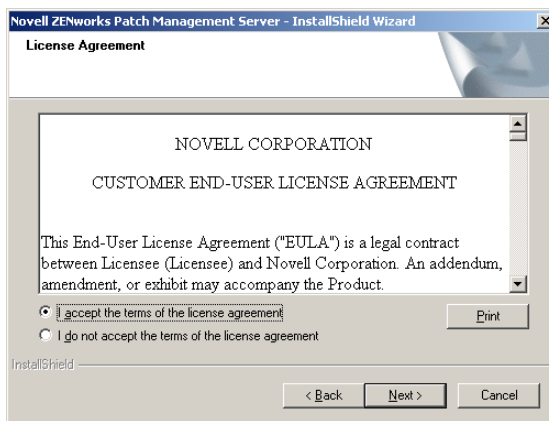 Novell ZENworks Patch Management Server - InstallShield Wizard
License Agreement
NOVELL CORPORATION
CUSTOMER END-USER LICENSE AGREEMENT
This End-User License Agreement ("EULA") is a legal contract
between Licensee (Licensee) and Novell Corporation. An addendum,
amendment, or exhibit may accompany the Product.
I accept the terms of the license agreement
Print
I do not accept the terms of the license agreement
InstallShield
< Back
Next >
Cancel